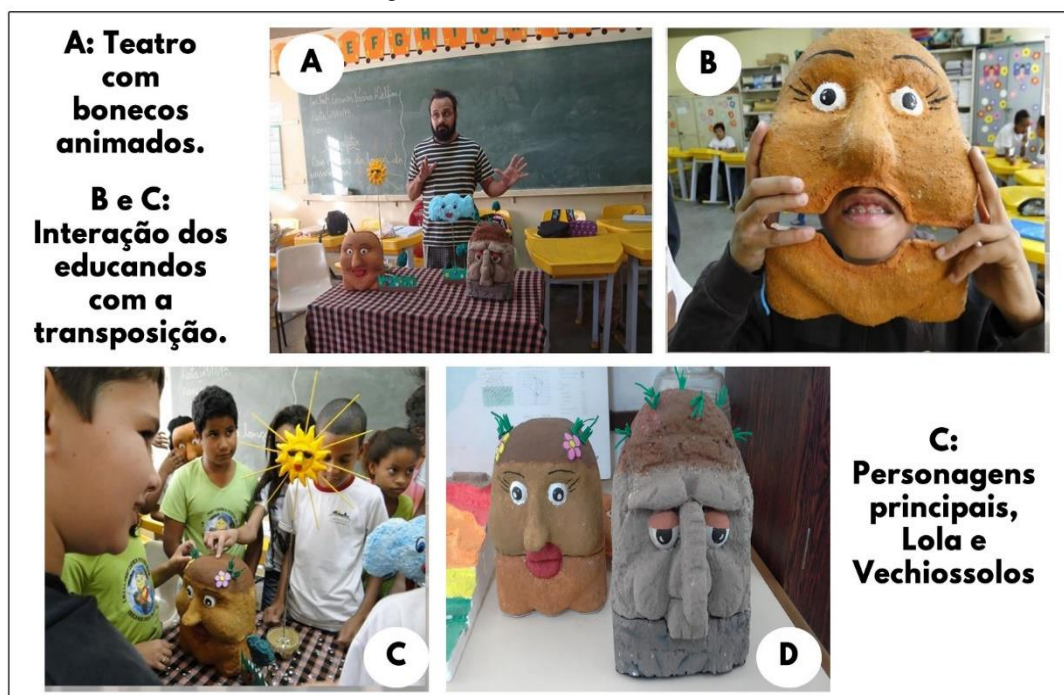 A: Teatro
com
bonecos
animados.
B e C:
Interação dos
educandos
com a
transposição.
A
B
E F G H I
C
D
C:
Personagens
principais,
Lola e
Vechiossolos